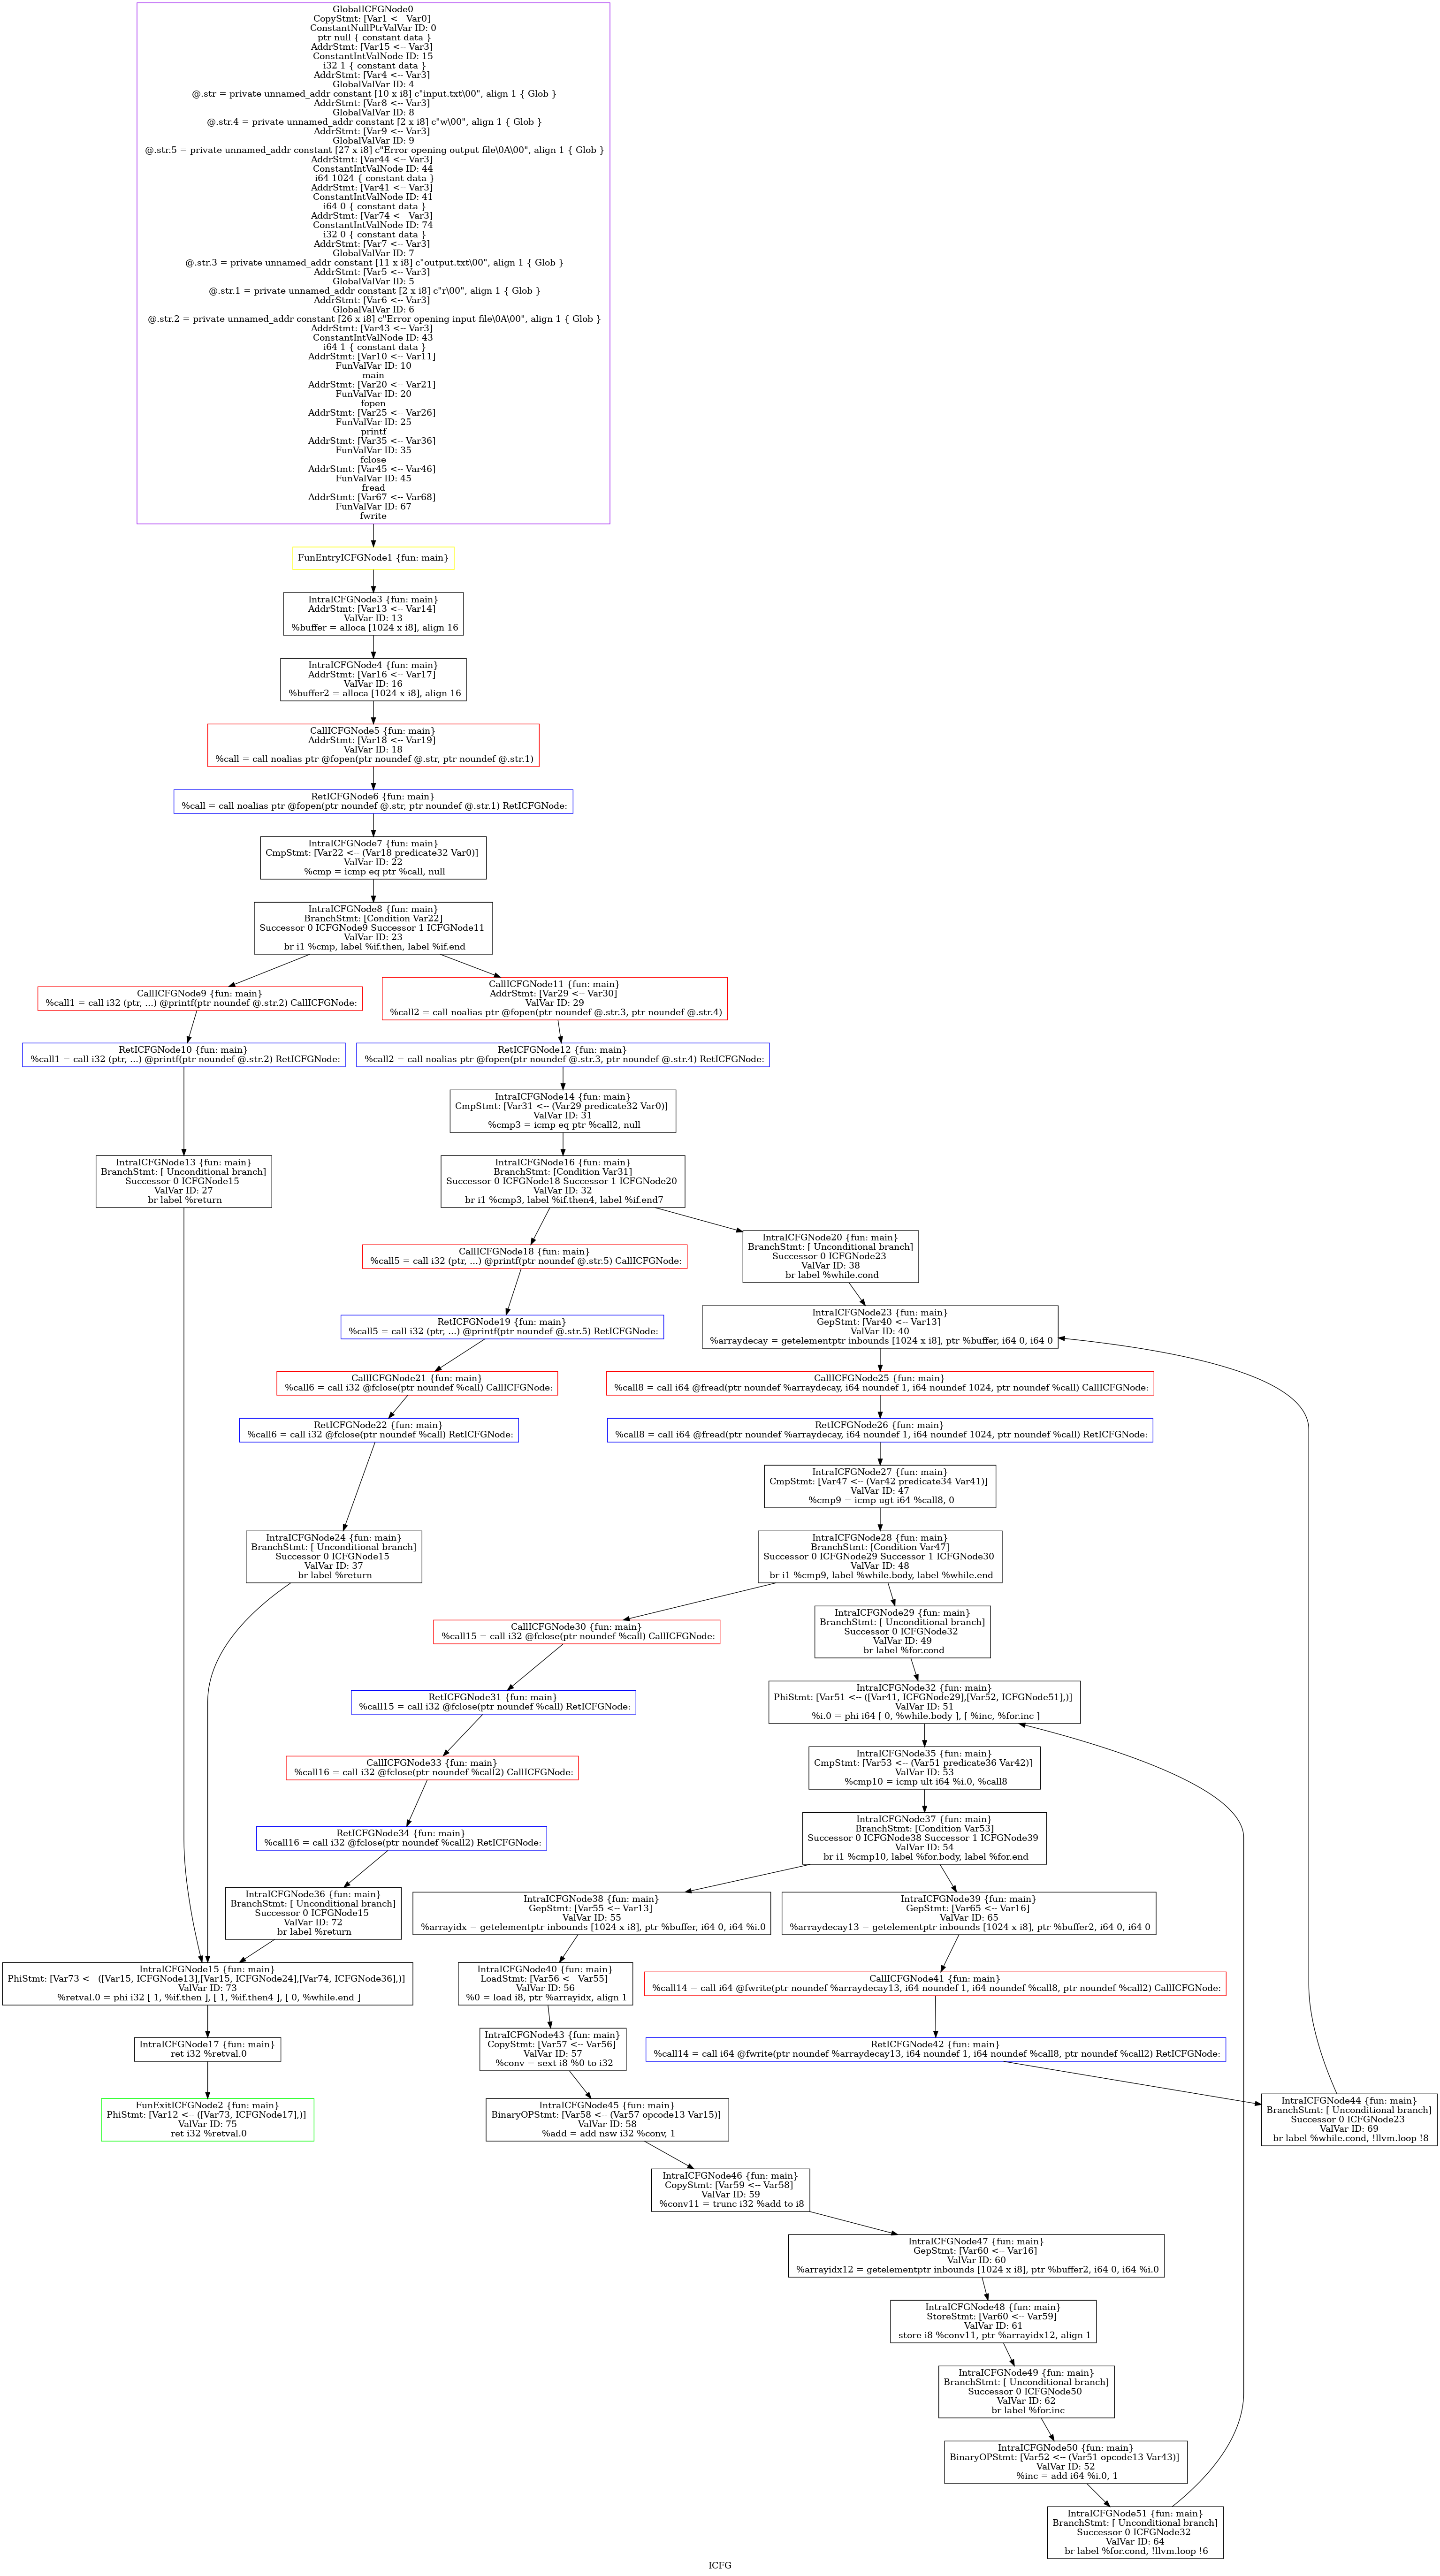 GlobalICFGNode0
CopyStmt: [Var1 <-- Var0]
ConstantNullPtrValVar ID: 0
ptr null { constant data }
AddrStmt: [Var15 <-- Var3]
ConstantIntValNode ID: 15
i32 1 { constant data }
AddrStmt: [Var4 <-- Var3]
GlobalValVar ID: 4
@.str = private unnamed_addr constant [10 x i8] c"input.txt\00", align 1 { Glob }
AddrStmt: [Var8 <-- Var3]
GlobalValVar ID: 8
@.str.4 = private unnamed_addr constant [2 x i8] c"w\00", align 1 { Glob }
AddrStmt: [Var9 <-- Var3]
GlobalValVar ID: 9
@.str.5 = private unnamed_addr constant [27 x i8] c"Error opening output file\0A\00", align 1 { Glob }
AddrStmt: [Var44 <-- Var3]
ConstantIntValNode ID: 44
i64 1024 { constant data }
AddrStmt: [Var41 <-- Var3]
ConstantIntValNode ID: 41
i64 0 { constant data }
AddrStmt: [Var74 <-- Var3]
ConstantIntValNode ID: 74
i32 0 { constant data }
AddrStmt: [Var7 <-- Var3]
GlobalValVar ID: 7
@.str.3 = private unnamed_addr constant [11 x i8] c"output.txt\00", align 1 { Glob }
AddrStmt: [Var5 <-- Var3]
GlobalValVar ID: 5
@.str.1 = private unnamed_addr constant [2 x i8] c"r\00", align 1 { Glob }
AddrStmt: [Var6 <-- Var3]
GlobalValVar ID: 6
@.str.2 = private unnamed_addr constant [26 x i8] c"Error opening input file\0A\00", align 1 { Glob }
AddrStmt: [Var43 <-- Var3]
ConstantIntValNode ID: 43
i64 1 { constant data }
AddrStmt: [Var10 <-- Var11]
FunValVar ID: 10
main
AddrStmt: [Var20 <-- Var21]
FunValVar ID: 20
fopen
AddrStmt: [Var25 <-- Var26]
FunValVar ID: 25
printf
AddrStmt: [Var35 <-- Var36]
FunValVar ID: 35
fclose
AddrStmt: [Var45 <-- Var46]
FunValVar ID: 45
fread
AddrStmt: [Var67 <-- Var68]
FunValVar ID: 67
fwrite
FunEntryICFGNode1 {fun: main}
IntraICFGNode3 {fun: main}
AddrStmt: [Var13 <-- Var14]
ValVar ID: 13
%buffer = alloca [1024 x i8], align 16
IntraICFGNode4 {fun: main}
AddrStmt: [Var16 <-- Var17]
ValVar ID: 16
%buffer2 = alloca [1024 x i8], align 16
CallICFGNode5 {fun: main}
AddrStmt: [Var18 <-- Var19]
ValVar ID: 18
%call = call noalias ptr @fopen(ptr noundef @.str, ptr noundef @.str.1)
RetICFGNode6 {fun: main}
%call = call noalias ptr @fopen(ptr noundef @.str, ptr noundef @.str.1) RetICFGNode:
IntraICFGNode7 {fun: main}
CmpStmt: [Var22 <-- (Var18 predicate32 Var0)]
ValVar ID: 22
%cmp = icmp eq ptr %call, null
IntraICFGNode8 {fun: main}
BranchStmt: [Condition Var22]
Successor 0 ICFGNode9 Successor 1 ICFGNode11
ValVar ID: 23
br i1 %cmp, label %if.then, label %if.end
CallICFGNode9 {fun: main}
%call1 = call i32 (ptr, ...) @printf(ptr noundef @.str.2) CallICFGNode:
CallICFGNode11 {fun: main}
AddrStmt: [Var29 <-- Var30]
ValVar ID: 29
%call2 = call noalias ptr @fopen(ptr noundef @.str.3, ptr noundef @.str.4)
RetICFGNode10 {fun: main}
%call1 = call i32 (ptr, ...) @printf(ptr noundef @.str.2) RetICFGNode:
RetICFGNode12 {fun: main}
%call2 = call noalias ptr @fopen(ptr noundef @.str.3, ptr noundef @.str.4) RetICFGNode:
IntraICFGNode14 {fun: main}
CmpStmt: [Var31 <-- (Var29 predicate32 Var0)]
ValVar ID: 31
%cmp3 = icmp eq ptr %call2, null
IntraICFGNode13 {fun: main}
BranchStmt: [ Unconditional branch]
Successor 0 ICFGNode15
ValVar ID: 27
br label %return
IntraICFGNode16 {fun: main}
BranchStmt: [Condition Var31]
Successor 0 ICFGNode18 Successor 1 ICFGNode20
ValVar ID: 32
br i1 %cmp3, label %if.then4, label %if.end7
CallICFGNode18 {fun: main}
%call5 = call i32 (ptr, ...) @printf(ptr noundef @.str.5) CallICFGNode:
IntraICFGNode20 {fun: main}
BranchStmt: [ Unconditional branch]
Successor 0 ICFGNode23
ValVar ID: 38
br label %while.cond
RetICFGNode19 {fun: main}
%call5 = call i32 (ptr, ...) @printf(ptr noundef @.str.5) RetICFGNode:
IntraICFGNode23 {fun: main}
GepStmt: [Var40 <-- Var13]
ValVar ID: 40
%arraydecay = getelementptr inbounds [1024 x i8], ptr %buffer, i64 0, i64 0
CallICFGNode21 {fun: main}
%call6 = call i32 @fclose(ptr noundef %call) CallICFGNode:
CallICFGNode25 {fun: main}
%call8 = call i64 @fread(ptr noundef %arraydecay, i64 noundef 1, i64 noundef 1024, ptr noundef %call) CallICFGNode:
RetICFGNode22 {fun: main}
%call6 = call i32 @fclose(ptr noundef %call) RetICFGNode:
RetICFGNode26 {fun: main}
%call8 = call i64 @fread(ptr noundef %arraydecay, i64 noundef 1, i64 noundef 1024, ptr noundef %call) RetICFGNode:
IntraICFGNode27 {fun: main}
CmpStmt: [Var47 <-- (Var42 predicate34 Var41)]
ValVar ID: 47
%cmp9 = icmp ugt i64 %call8, 0
IntraICFGNode24 {fun: main}
BranchStmt: [ Unconditional branch]
Successor 0 ICFGNode15
ValVar ID: 37
br label %return
IntraICFGNode28 {fun: main}
BranchStmt: [Condition Var47]
Successor 0 ICFGNode29 Successor 1 ICFGNode30
ValVar ID: 48
br i1 %cmp9, label %while.body, label %while.end
CallICFGNode30 {fun: main}
%call15 = call i32 @fclose(ptr noundef %call) CallICFGNode:
IntraICFGNode29 {fun: main}
BranchStmt: [ Unconditional branch]
Successor 0 ICFGNode32
ValVar ID: 49
br label %for.cond
RetICFGNode31 {fun: main}
%call15 = call i32 @fclose(ptr noundef %call) RetICFGNode:
IntraICFGNode32 {fun: main}
PhiStmt: [Var51 <-- ([Var41, ICFGNode29],[Var52, ICFGNode51],)]
ValVar ID: 51
%i.0 = phi i64 [ 0, %while.body ], [ %inc, %for.inc ]
CallICFGNode33 {fun: main}
%call16 = call i32 @fclose(ptr noundef %call2) CallICFGNode:
IntraICFGNode35 {fun: main}
CmpStmt: [Var53 <-- (Var51 predicate36 Var42)]
ValVar ID: 53
%cmp10 = icmp ult i64 %i.0, %call8
RetICFGNode34 {fun: main}
%call16 = call i32 @fclose(ptr noundef %call2) RetICFGNode:
IntraICFGNode37 {fun: main}
BranchStmt: [Condition Var53]
Successor 0 ICFGNode38 Successor 1 ICFGNode39
ValVar ID: 54
br i1 %cmp10, label %for.body, label %for.end
IntraICFGNode36 {fun: main}
BranchStmt: [ Unconditional branch]
Successor 0 ICFGNode15
ValVar ID: 72
br label %return
IntraICFGNode38 {fun: main}
GepStmt: [Var55 <-- Var13]
ValVar ID: 55
%arrayidx = getelementptr inbounds [1024 x i8], ptr %buffer, i64 0, i64 %i.0
IntraICFGNode39 {fun: main}
GepStmt: [Var65 <-- Var16]
ValVar ID: 65
%arraydecay13 = getelementptr inbounds [1024 x i8], ptr %buffer2, i64 0, i64 0
IntraICFGNode15 {fun: main}
PhiStmt: [Var73 <-- ([Var15, ICFGNode13],[Var15, ICFGNode24],[Var74, ICFGNode36],)]
ValVar ID: 73
%retval.0 = phi i32 [ 1, %if.then ], [ 1, %if.then4 ], [ 0, %while.end ]
IntraICFGNode40 {fun: main}
LoadStmt: [Var56 <-- Var55]
ValVar ID: 56
%0 = load i8, ptr %arrayidx, align 1
CallICFGNode41 {fun: main}
%call14 = call i64 @fwrite(ptr noundef %arraydecay13, i64 noundef 1, i64 noundef %call8, ptr noundef %call2) CallICFGNode:
IntraICFGNode17 {fun: main}
ret i32 %retval.0
IntraICFGNode43 {fun: main}
CopyStmt: [Var57 <-- Var56]
ValVar ID: 57
%conv = sext i8 %0 to i32
RetICFGNode42 {fun: main}
%call14 = call i64 @fwrite(ptr noundef %arraydecay13, i64 noundef 1, i64 noundef %call8, ptr noundef %call2) RetICFGNode:
FunExitICFGNode2 {fun: main}
PhiStmt: [Var12 <-- ([Var73, ICFGNode17],)]
ValVar ID: 75
ret i32 %retval.0
IntraICFGNode45 {fun: main}
BinaryOPStmt: [Var58 <-- (Var57 opcode13 Var15)]
ValVar ID: 58
%add = add nsw i32 %conv, 1
IntraICFGNode44 {fun: main}
BranchStmt: [ Unconditional branch]
Successor 0 ICFGNode23
ValVar ID: 69
br label %while.cond, !llvm.loop !8
IntraICFGNode46 {fun: main}
CopyStmt: [Var59 <-- Var58]
ValVar ID: 59
%conv11 = trunc i32 %add to i8
IntraICFGNode47 {fun: main}
GepStmt: [Var60 <-- Var16]
ValVar ID: 60
%arrayidx12 = getelementptr inbounds [1024 x i8], ptr %buffer2, i64 0, i64 %i.0
IntraICFGNode48 {fun: main}
StoreStmt: [Var60 <-- Var59]
ValVar ID: 61
store i8 %conv11, ptr %arrayidx12, align 1
IntraICFGNode49 {fun: main}
BranchStmt: [ Unconditional branch]
Successor 0 ICFGNode50
ValVar ID: 62
br label %for.inc
IntraICFGNode50 {fun: main}
BinaryOPStmt: [Var52 <-- (Var51 opcode13 Var43)]
ValVar ID: 52
%inc = add i64 %i.0, 1
IntraICFGNode51 {fun: main}
BranchStmt: [ Unconditional branch]
Successor 0 ICFGNode32
ValVar ID: 64
br label %for.cond, !llvm.loop !6
ICFG